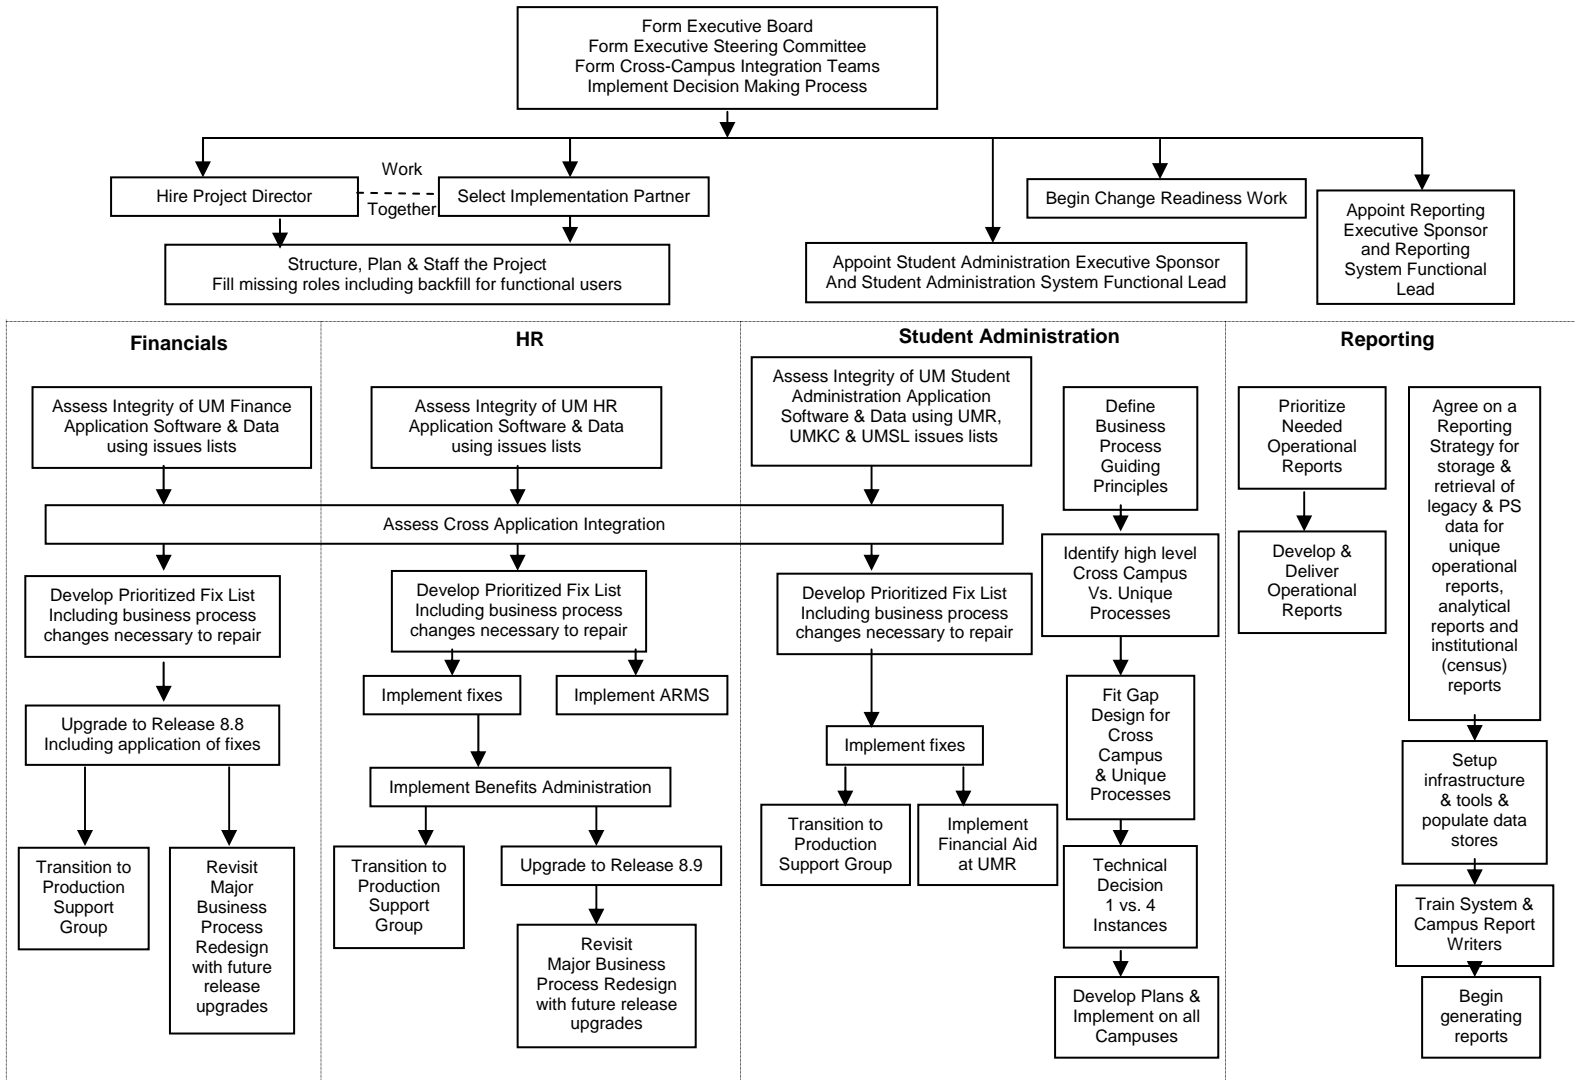 Form Executive Board
Form Executive Steering Committee
Form Cross-Campus Integration Teams
Implement Decision Making Process
Work
Together
Hire Project Director
Select Implementation Partner
Begin Change Readiness Work
Appoint Reporting
Executive Sponsor
and Reporting
System Functional
Lead
Structure, Plan & Staff the Project
Fill missing roles including backfill for functional users
Appoint Student Administration Executive Sponsor
And Student Administration System Functional Lead
Financials
Assess Integrity of UM Finance
Application Software & Data
using issues lists
HR
Assess Integrity of UM HR
Application Software & Data
using issues lists
Student Administration
Assess Integrity of UM Student
Administration Application
Software & Data using UMR,
UMKC & UMSL issues lists
Assess Cross Application Integration
Develop Prioritized Fix List
Including business process
changes necessary to repair
Upgrade to Release 8.8
Including application of fixes
Transition to
Production
Support
Group
Revisit
Major
Business
Process
Redesign
with future
release
upgrades
Develop Prioritized Fix List
Including business process
changes necessary to repair
Implement fixes
Implement ARMS
Implement Benefits Administration
Transition to
Production
Support
Group
Upgrade to Release 8.9
Revisit
Major Business
Process Redesign
with future release
upgrades
Develop Prioritized Fix List
Including business process
changes necessary to repair
Implement fixes
Transition to
Production
Support Group
Implement
Financial Aid
at UMR
Define
Business
Process
Guiding
Principles
Identify high level
Cross Campus
Vs. Unique
Processes
Fit Gap
Design for
Cross
Campus
& Unique
Processes
Technical
Decision
1 vs. 4
Instances
Develop Plans &
Implement on all
Campuses
Reporting
Prioritize
Needed
Operational
Reports
Develop &
Deliver
Operational
Reports
Agree on a
Reporting
Strategy for
storage &
retrieval of
legacy & PS
data for
unique
operational
reports,
analytical
reports and
institutional
(census)
reports
Setup
infrastructure
& tools &
populate data
stores
Train System &
Campus Report
Writers
Begin
generating
reports